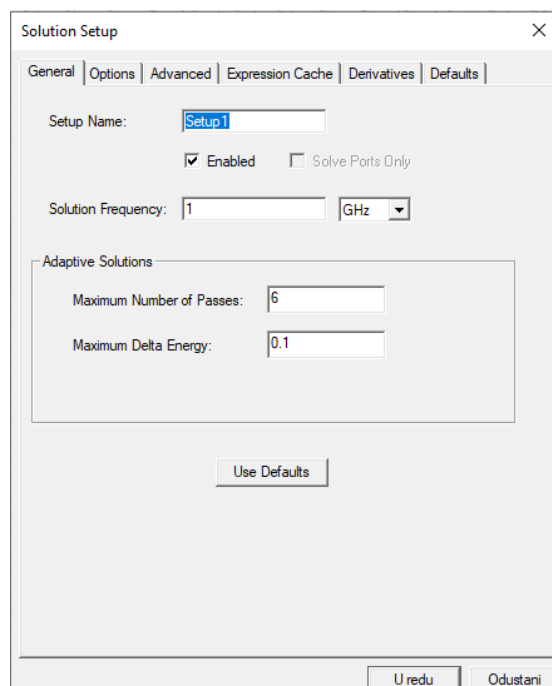 Solution Setup
General Options Advanced Expression Cache Derivatives Defaults
Setup Name: Setup1
Enabled Solve Ports Only
Solution Frequency: 1 GHz
Adaptive Solutions
Maximum Number of Passes: 6
Maximum Delta Energy: 0.1
Use Defaults
U redu Odustani